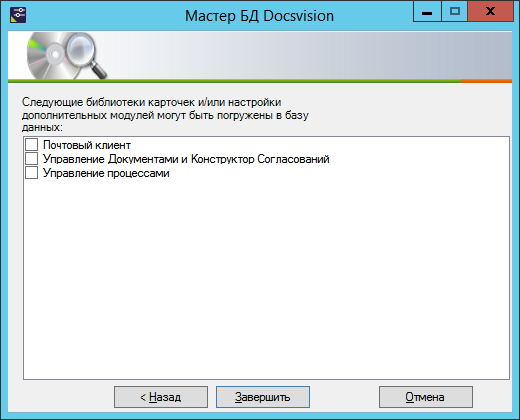 Мастер БД Docsvision
Следующие библиотеки карточек и/или настройки
дополнительных модулей могут быть погружены в базу
данных:
Почтовый клиент
Управление Документами и Конструктор Согласований
Управление процессами
< Назад
Завершить
Отмена